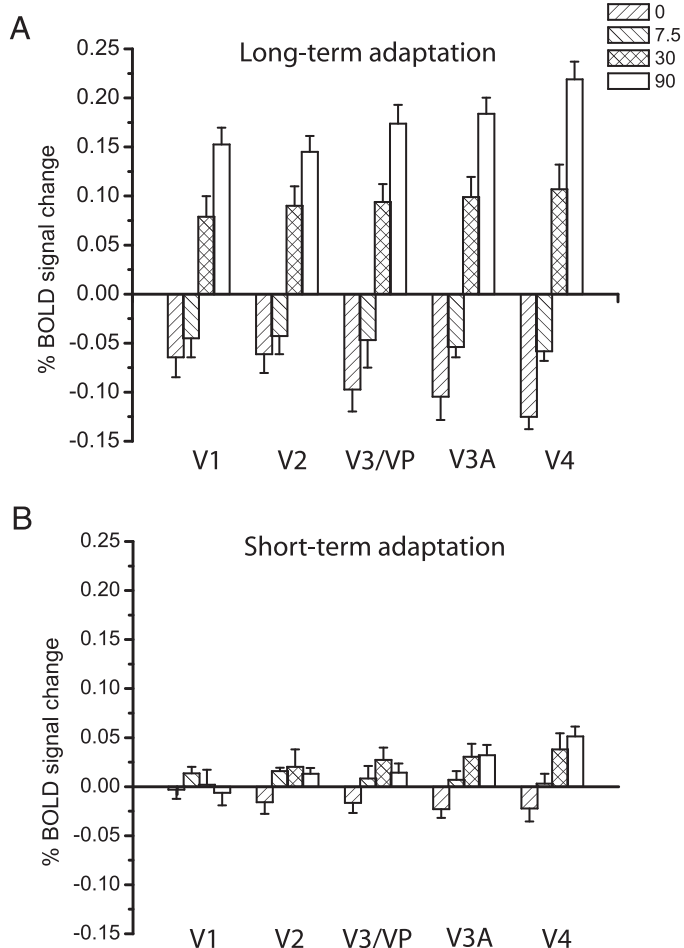 A
0
7.5
30
90
Long-term adaptation
0.25
0.20
0.15
0.10
0.05
0.00
-0.05
-0.10
-0.15
% BOLD signal change
V1 V2 V3/VP V3A V4
B
Short-term adaptation
0.25
0.20
0.15
0.10
0.05
0.00
-0.05
-0.10
-0.15
% BOLD signal change
V1 V2 V3/VP V3A V4